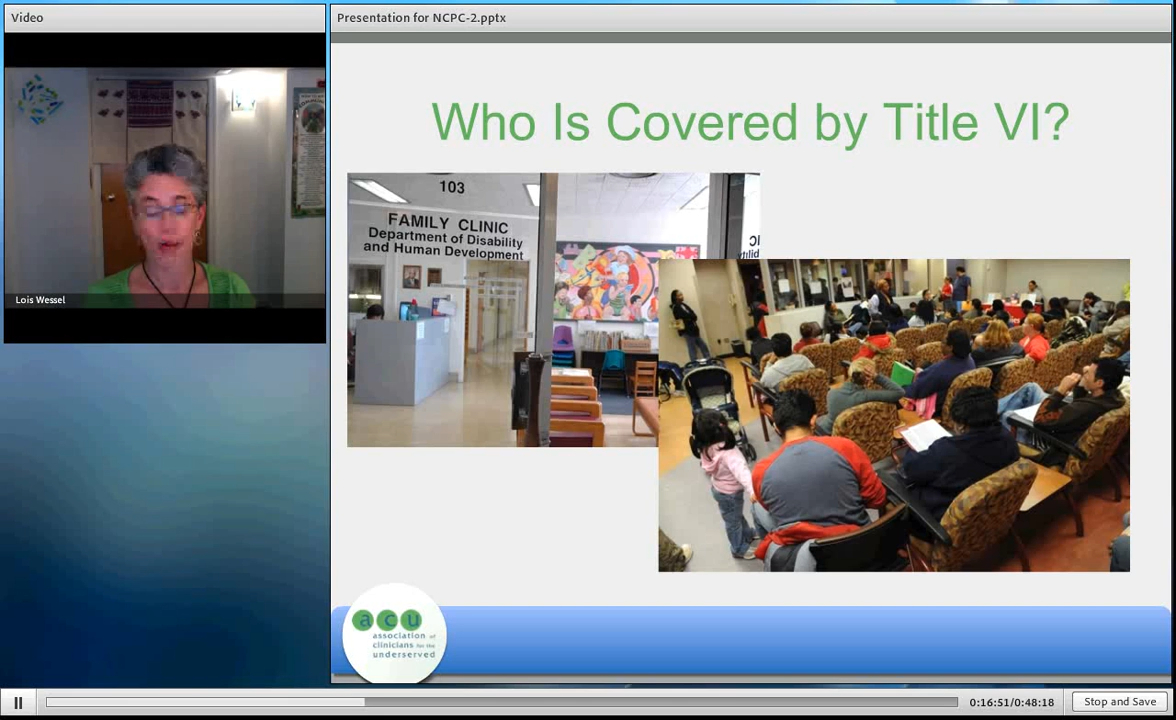 Video
Presentation for NCPC-2.pptx
Lois Wessel
Who Is Covered by Title VI?
103
FAMILY CLINIC
Department of Disability
and Human Development
acu
association of
clinicians for the
underserved
0:16:51/0:48:18
Stop and Save